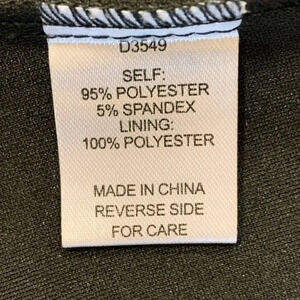 D3549
SELF:
95% POLYESTER
5% SPANDEX
LINING:
100% POLYESTER
MADE IN CHINA
REVERSE SIDE
FOR CARE